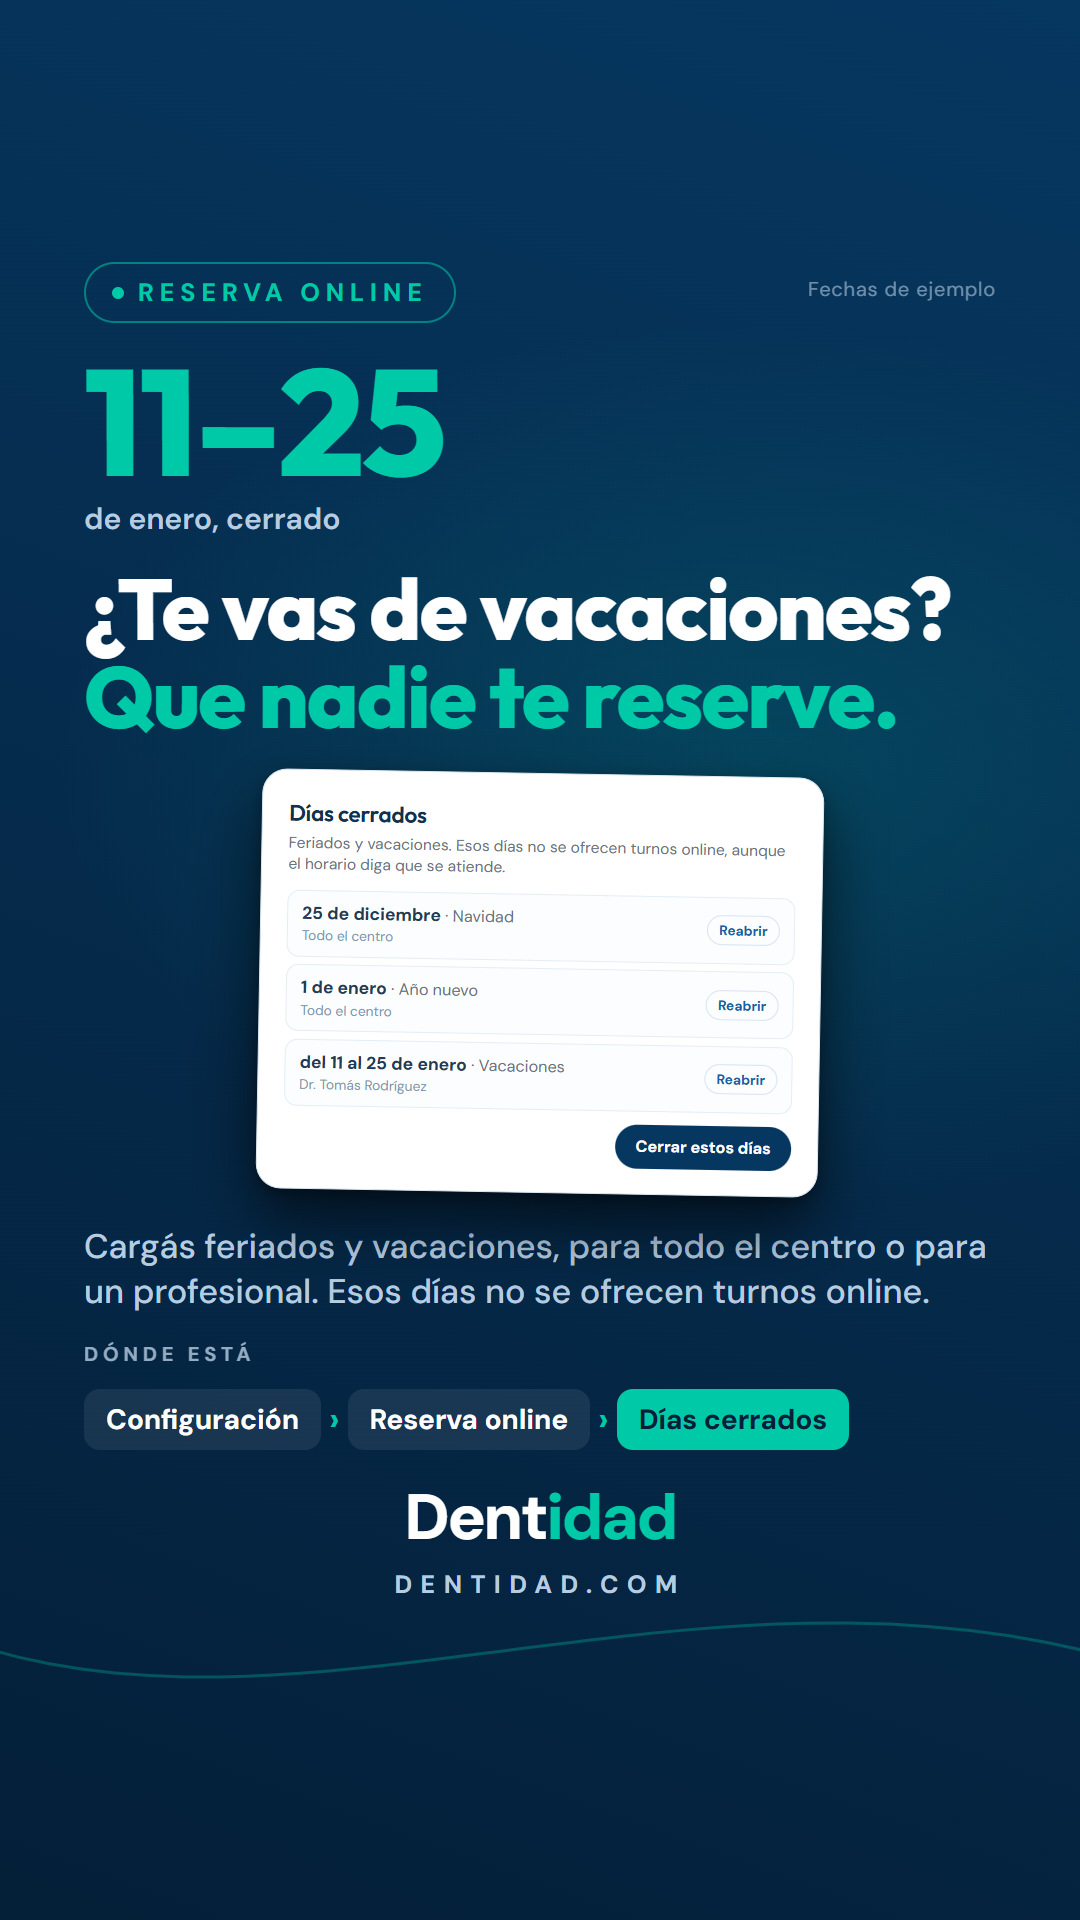 RESERVA ONLINE
Fechas de ejemplo
11–25
de enero, cerrado
¿Te vas de vacaciones?
Que nadie te reserve.
Días cerrados
Feriados y vacaciones. Esos días no se ofrecen turnos online, aunque
el horario diga que se atiende.
25 de diciembre · Navidad
Todo el centro
Reabrir
1 de enero · Año nuevo
Todo el centro
Reabrir
del 11 al 25 de enero · Vacaciones
Dr. Tomás Rodríguez
Reabrir
Cerrar estos días
Cargás feriados y vacaciones, para todo el centro o para
un profesional. Esos días no se ofrecen turnos online.
DÓNDE ESTÁ
Configuración › Reserva online › Días cerrados
Dentidad
DENTIDAD.COM